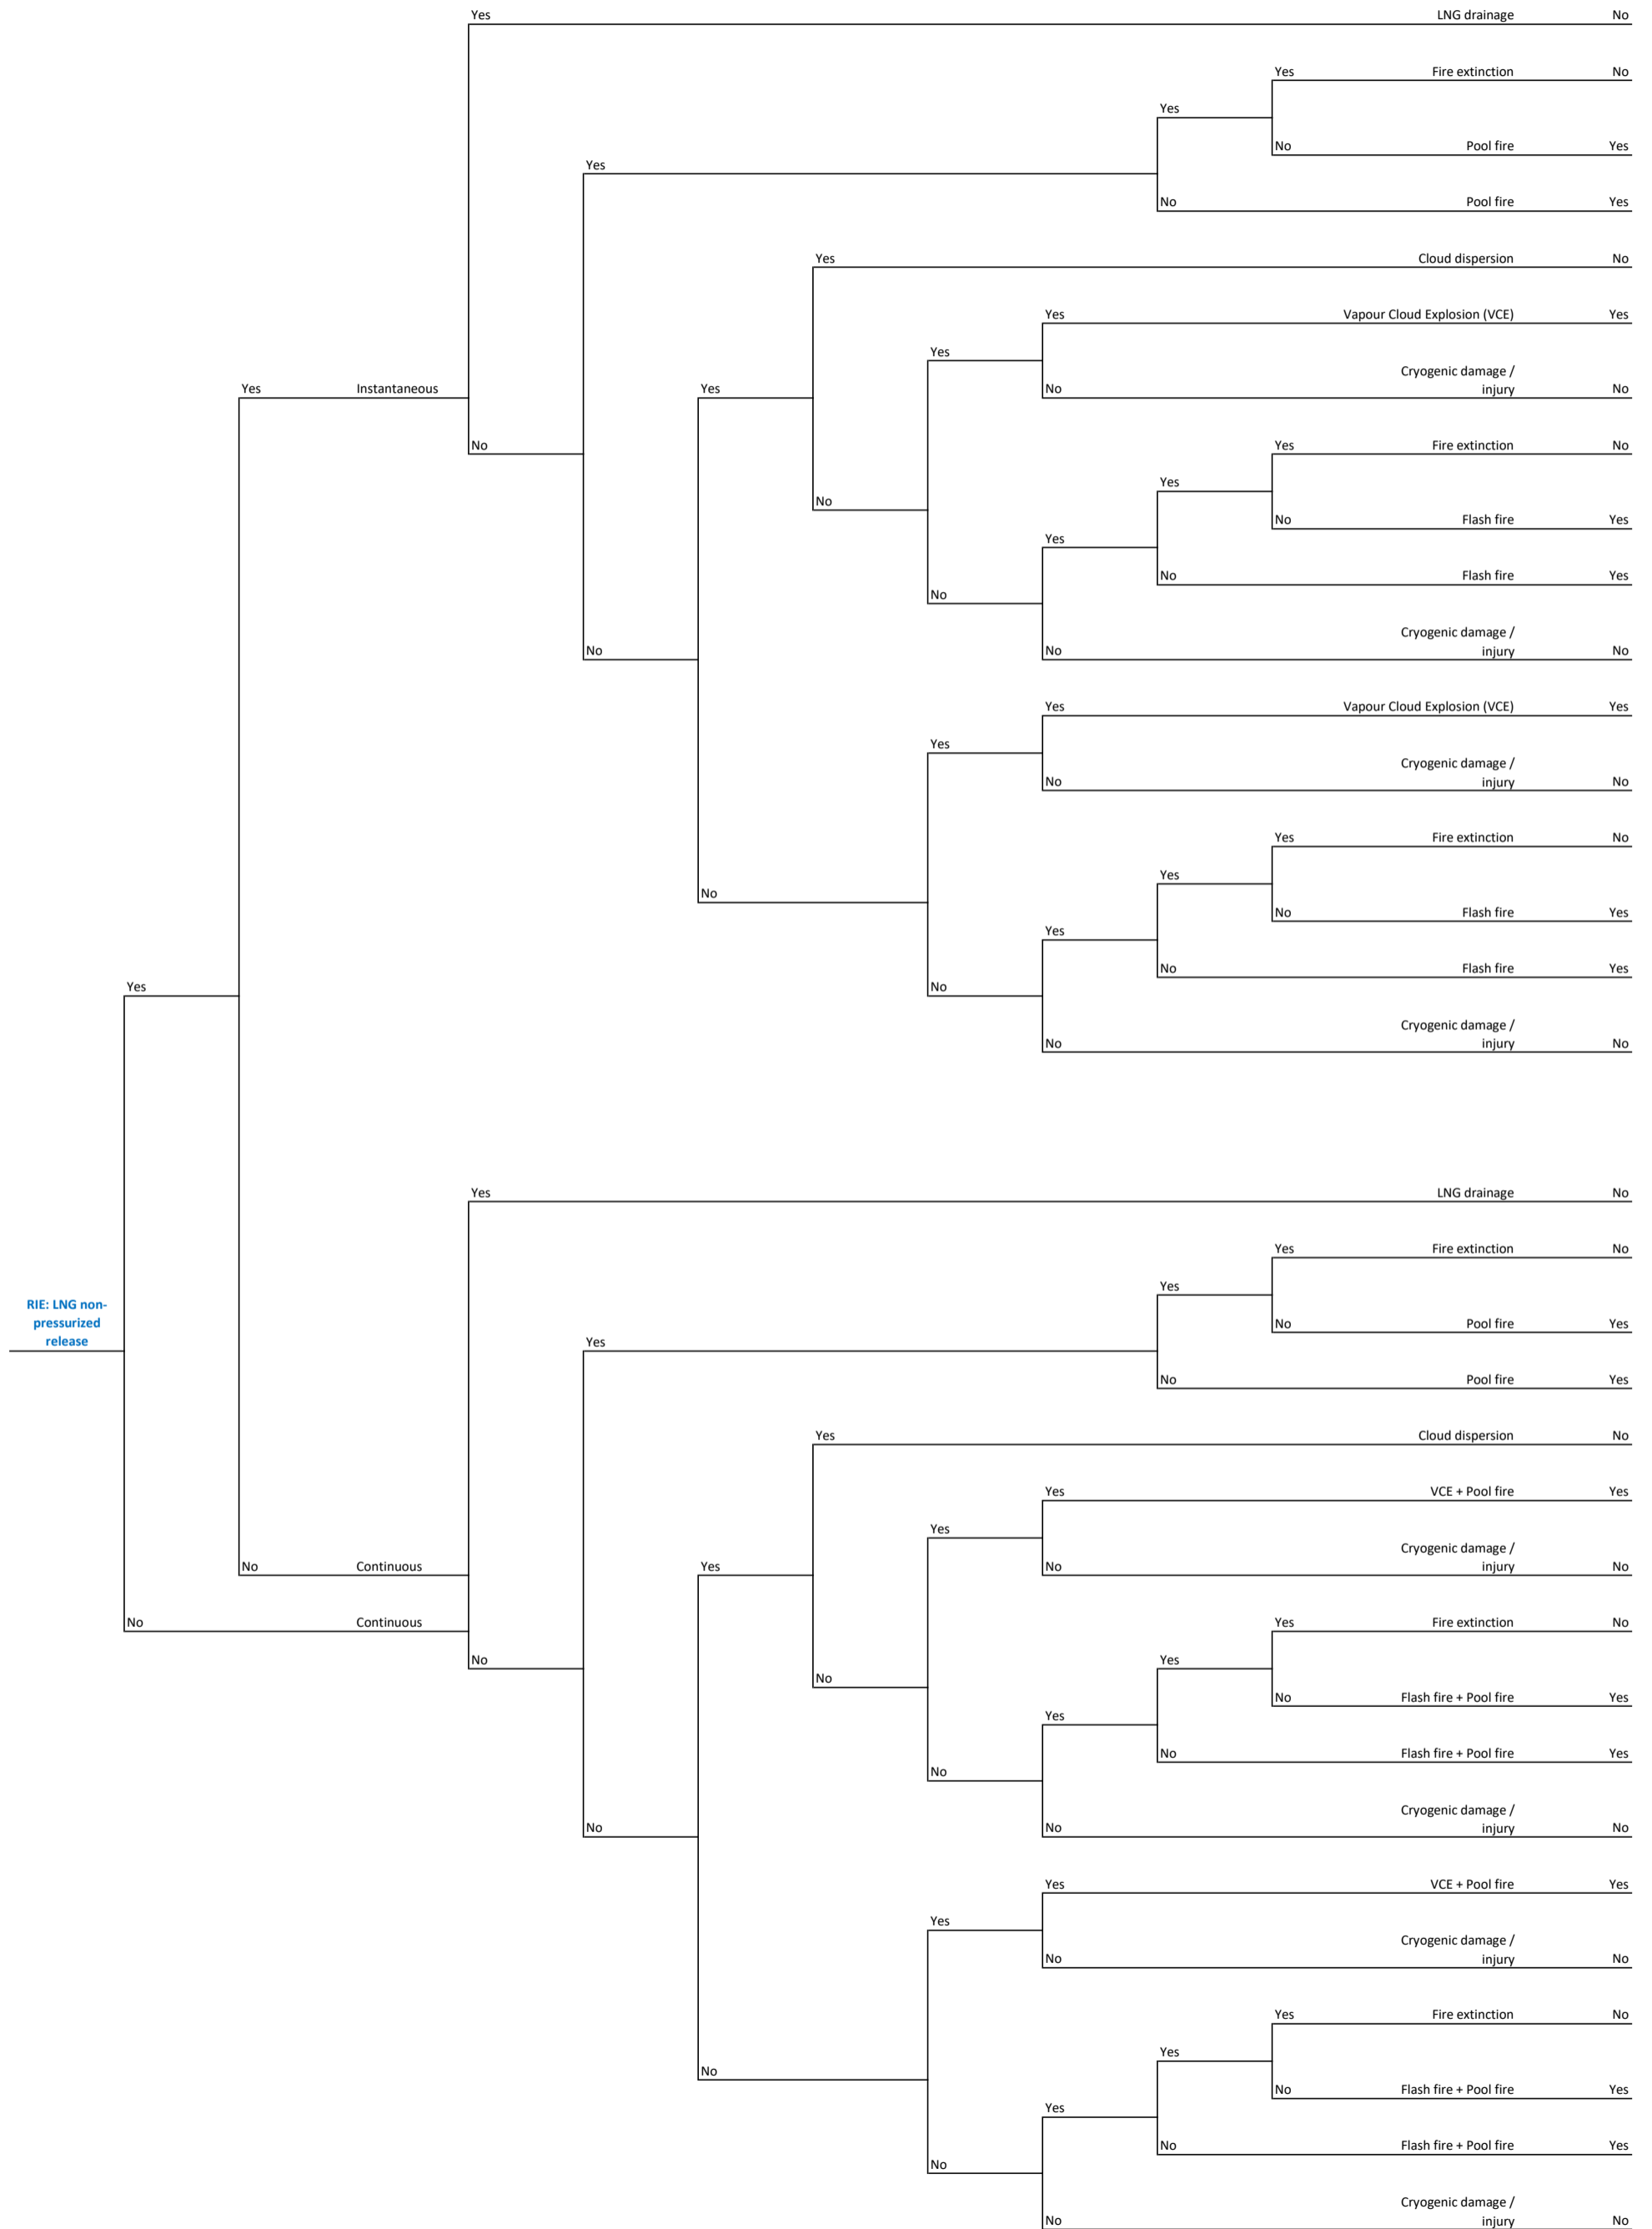 Yes LNG drainage No
Yes Fire extinction No
Yes
No Pool fire Yes
Yes
No Pool fire Yes
Yes Cloud dispersion No
Yes Vapour Cloud Explosion (VCE) Yes
Yes
Cryogenic damage /
Yes Instantaneous Yes No injury No
No Yes Fire extinction No
Yes
No
No Flash fire Yes
Yes
No Flash fire Yes
No
Cryogenic damage /
No No injury No
Yes Vapour Cloud Explosion (VCE) Yes
Yes
Cryogenic damage /
No injury No
Yes Fire extinction No
Yes
No
No Flash fire Yes
Yes
No Flash fire Yes
Yes No
Cryogenic damage /
No injury No
Yes LNG drainage No
Yes Fire extinction No
Yes
RIE: LNG non-
pressurized
No Pool fire Yes
release Yes
No Pool fire Yes
Yes Cloud dispersion No
Yes VCE + Pool fire Yes
Yes
Cryogenic damage /
No Continuous Yes No injury No
No Continuous Yes Fire extinction No
No Yes
No
No Flash fire + Pool fire Yes
Yes
No Flash fire + Pool fire Yes
No
Cryogenic damage /
No No injury No
Yes VCE + Pool fire Yes
Yes
Cryogenic damage /
No injury No
Yes Fire extinction No
Yes
No
No Flash fire + Pool fire Yes
Yes
No Flash fire + Pool fire Yes
No
Cryogenic damage /
No injury No